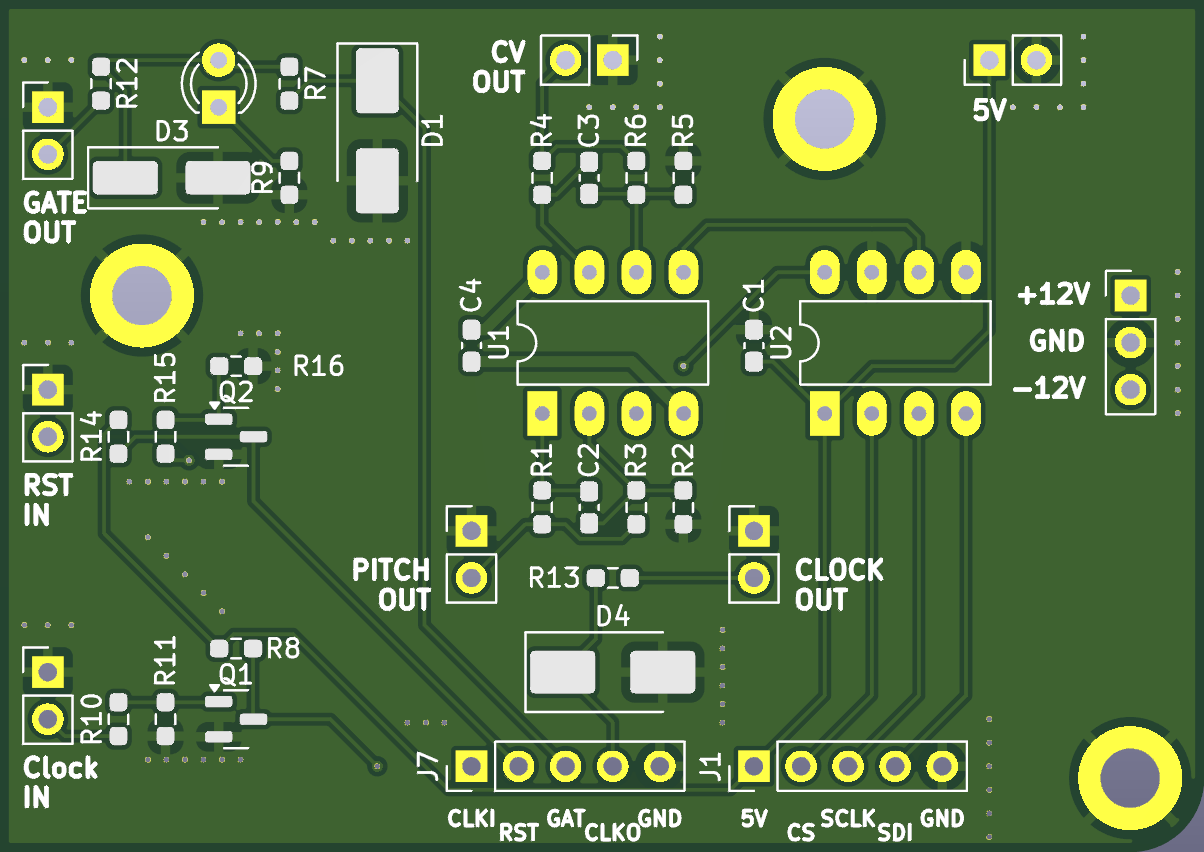 CV
OUT
R12
R7
D1
D3
5V
R4
C3
R6
R5
R9
GATE
OUT
C4
U1
C1
U2
+12V
GND
-12V
R15
R16
Q2
R14
RST
IN
R1
C2
R3
R2
PITCH
OUT
R13
CLOCK
OUT
D4
R11
R8
Q1
R10
Clock
IN
J7
J1
CLKI
RST
GAT
CLKO
GND
5V
CS
SCLK
SDI
GND